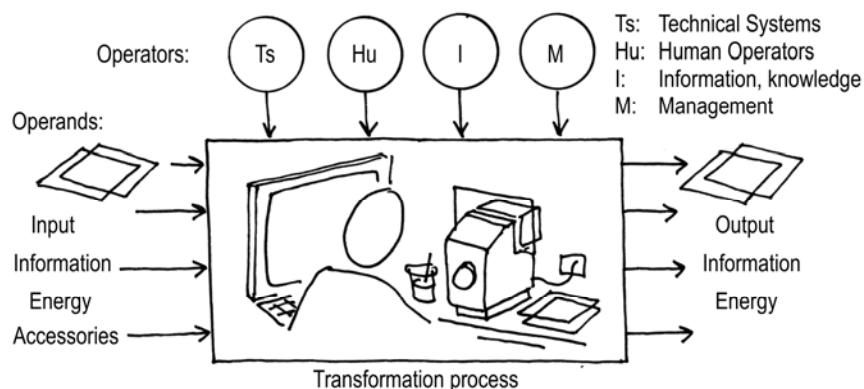 Operators:
Ts
Hu
I
M
Ts: Technical Systems
Hu: Human Operators
I: Information, knowledge
M: Management
Operands:
Input
Information
Energy
Accessories
Output
Information
Energy
Transformation process